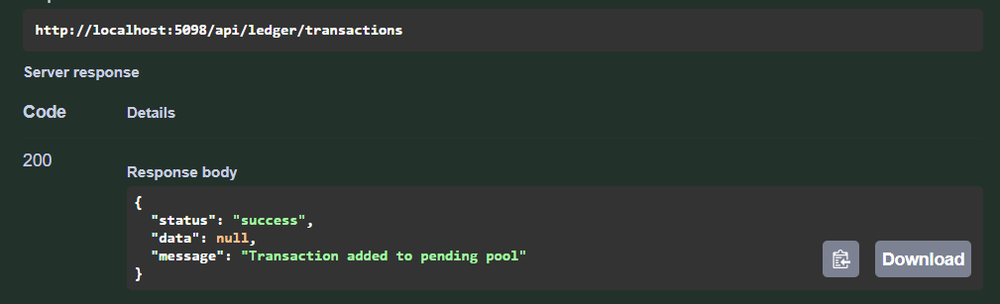 http://localhost:5098/api/ledger/transactions
Server response
Code Details
200
Response body
{
  "status": "success",
  "data": null,
  "message": "Transaction added to pending pool"
}
Download